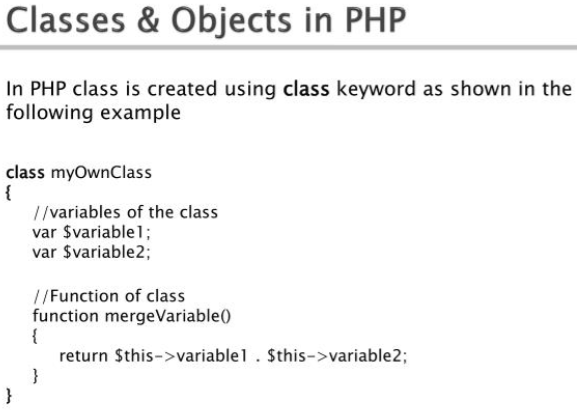 Classes & Objects in PHP
In PHP class is created using class keyword as shown in the
following example
class myOwnClass
{
//variables of the class
var $variable1;
var $variable2;
//Function of class
function mergeVariable()
{
return $this->variable1 . $this->variable2;
}
}